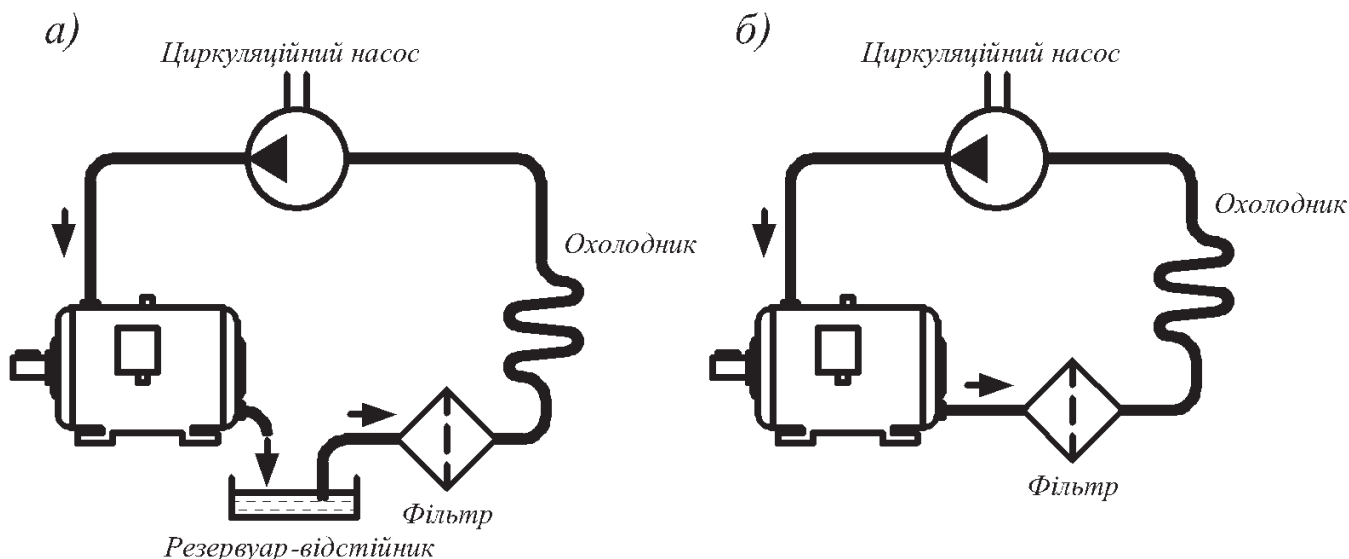 а)
Циркуляційний насос
Охолодник
Фільтр
Резервуар-відстійник
б)
Циркуляційний насос
Охолодник
Фільтр